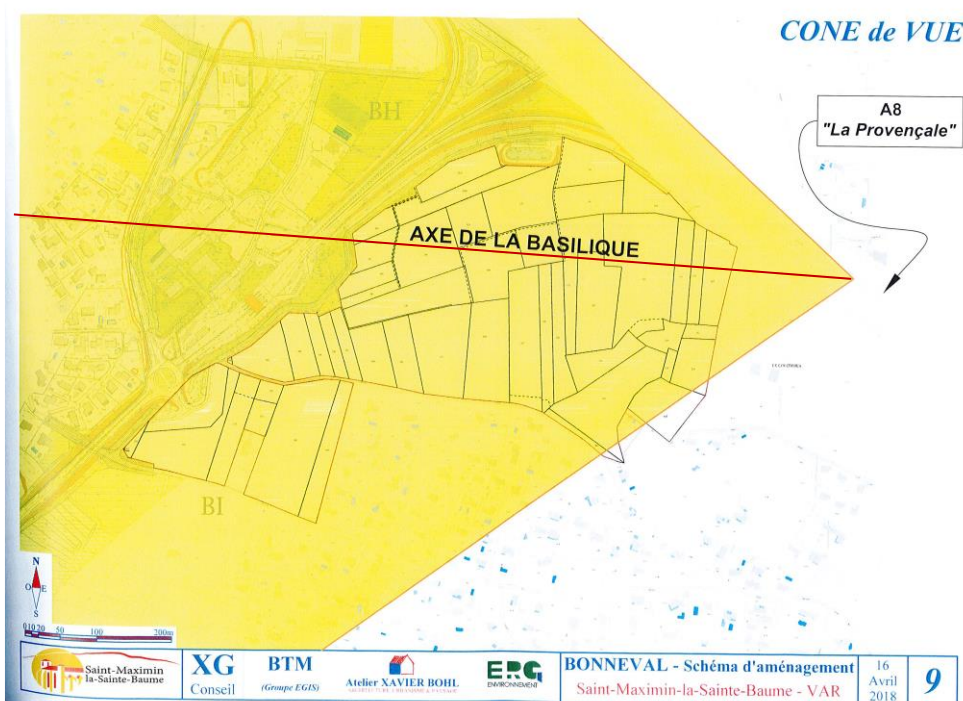 CONE de VUE
A8
"La Provençale"
BH
AXE DE LA BASILIQUE
BI
N
O E
S
0 10 20 50 100 200m
Saint-Maximin
la-Sainte-Baume
XG
Conseil
BTM
(Groupe EGIS)
Atelier XAVIER BOHL
ERG
ENVIRONNEMENT
BONNEVAL - Schéma d'aménagement
Saint-Maximin-la-Sainte-Baume - VAR
16
Avril
2018
9